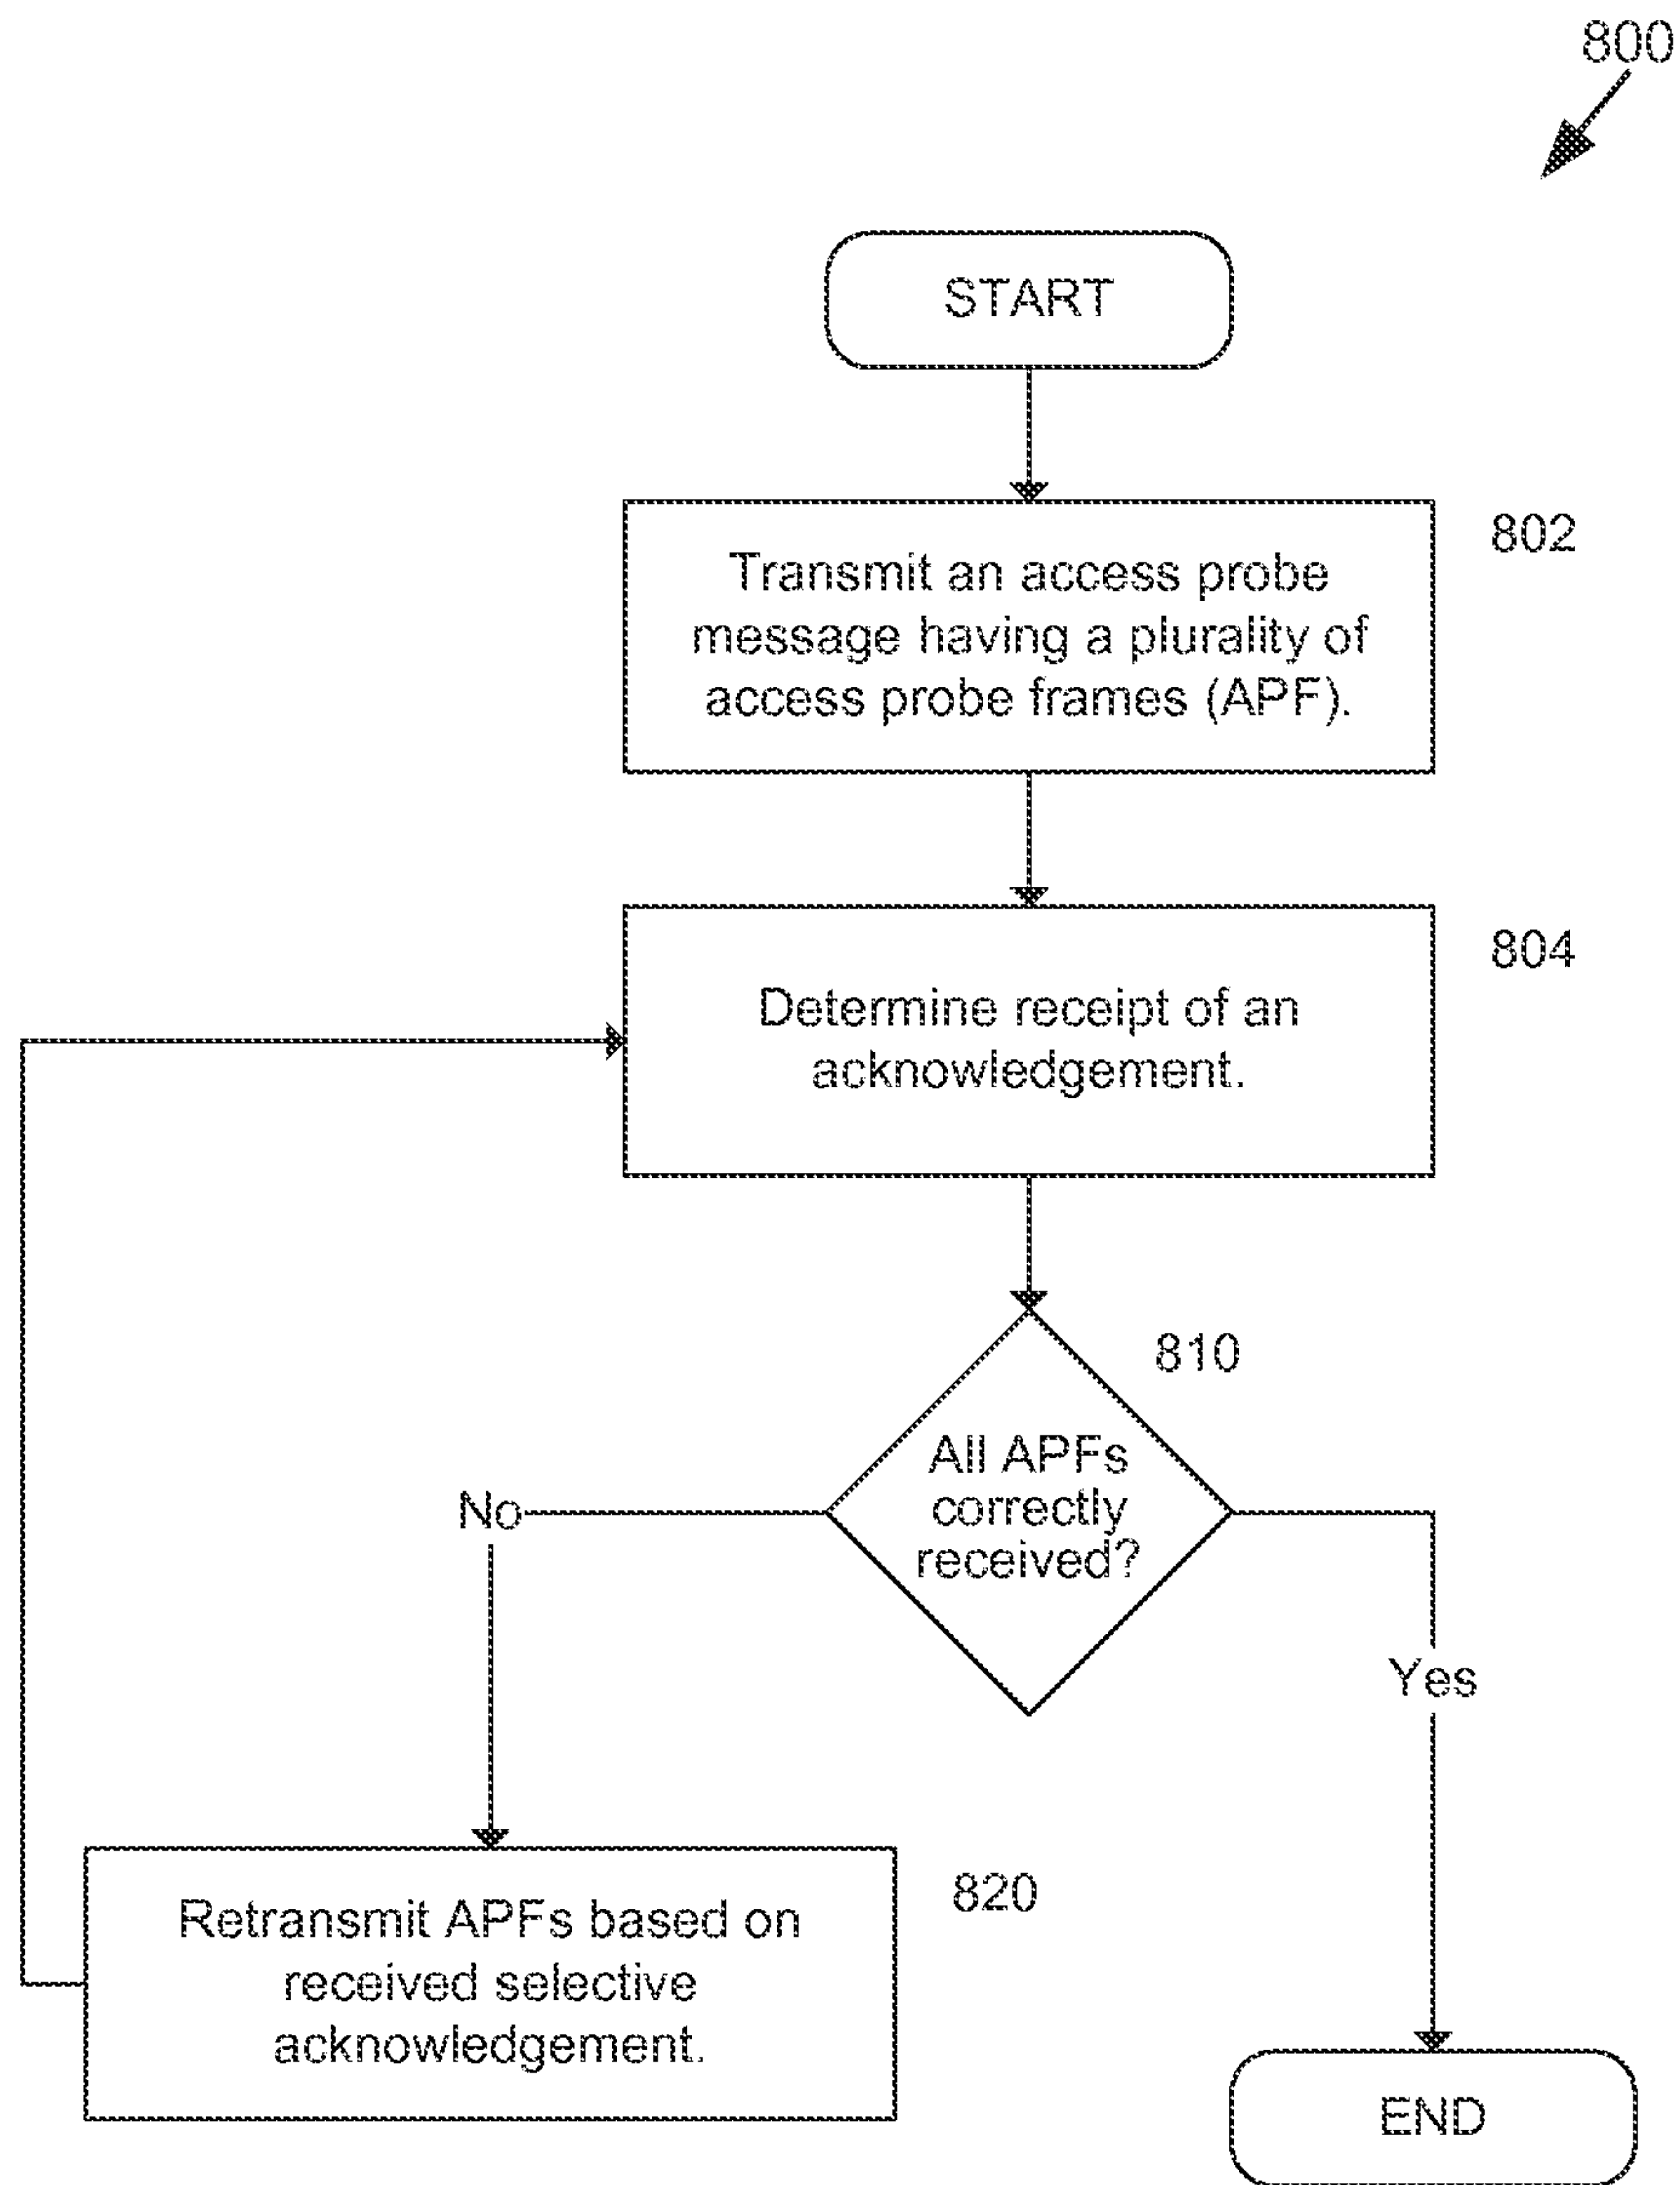 800
START
802
Transmit an access probe
message having a plurality of
access probe frames (APF).
804
Determine receipt of an
acknowledgement.
810
All APFs
correctly
received?
No
Yes
820
Retransmit APFs based on
received selective
acknowledgement.
END